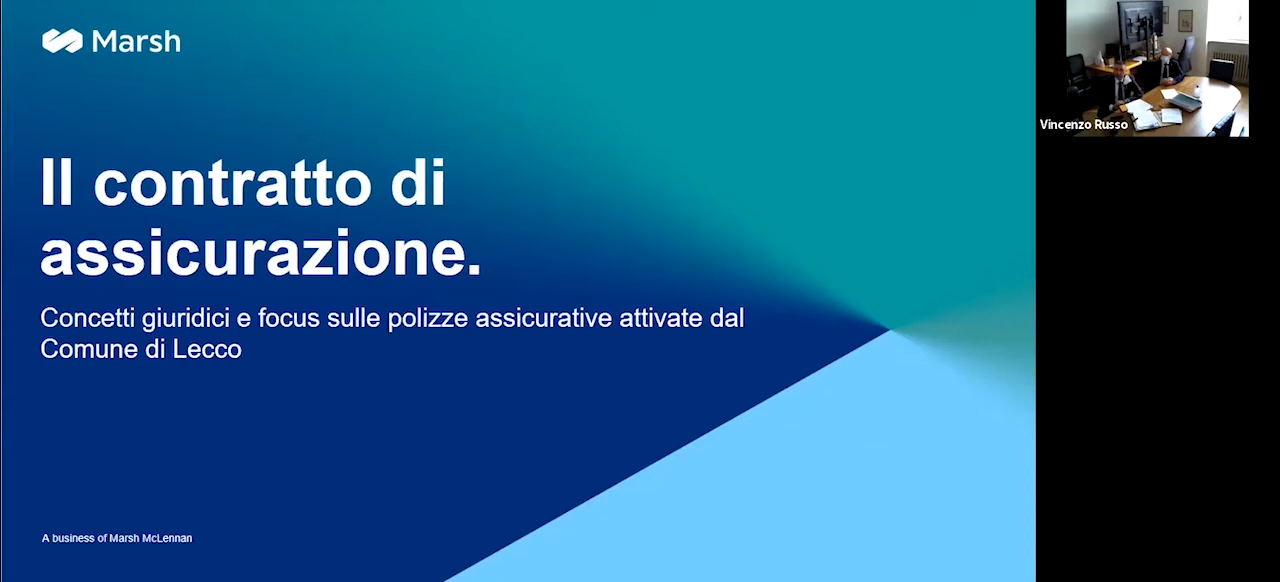 Marsh
Il contratto di
assicurazione.
Concetti giuridici e focus sulle polizze assicurative attivate dal
Comune di Lecco
A business of Marsh McLennan
Vincenzo Russo